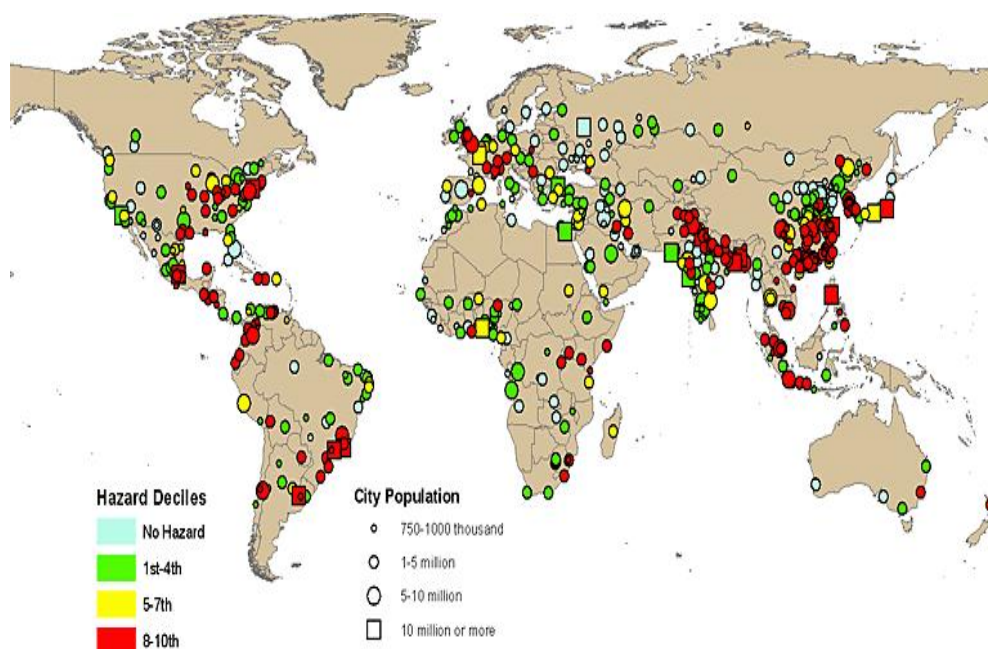 Hazard Deciles
No Hazard
1st-4th
5-7th
8-10th
City Population
750-1000 thousand
1-5 million
5-10 million
10 million or more